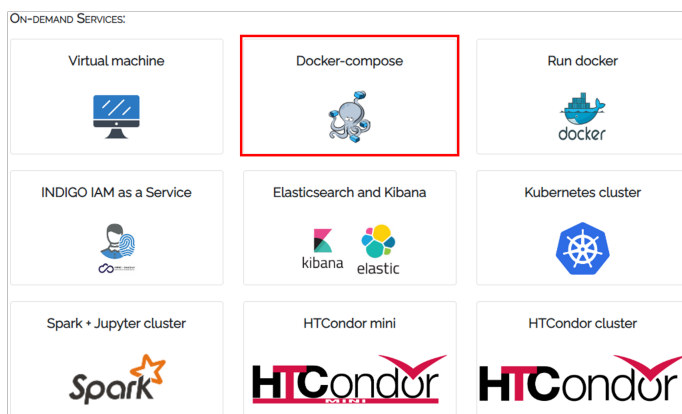 ON-DEMAND SERVICES:
Virtual machine
Docker-compose
Run docker
docker
INDIGO IAM as a Service
Elasticsearch and Kibana
Kubernetes cluster
kibana
elastic
Spark + Jupyter cluster
HTCondor mini
HTCondor cluster
Spark
HTCondor
MINI
HTCondor